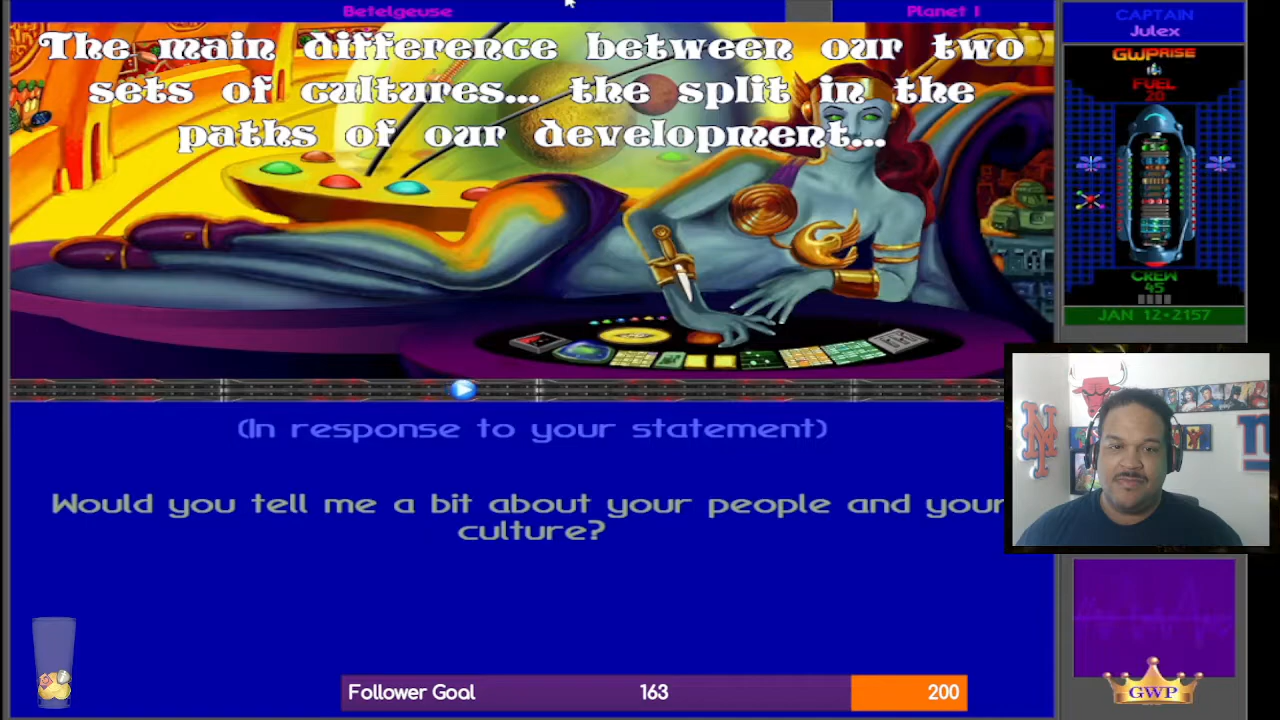 Betelgeuse
Planet I
The main difference between our two
sets of cultures... the split in the
paths of our development...
(In response to your statement)
Would you tell me a bit about your people and your
culture?
CAPTAIN
Julex
GWPRISE
FUEL
20
CREW
45
JAN 12•2157
Follower Goal
163
200
GWP